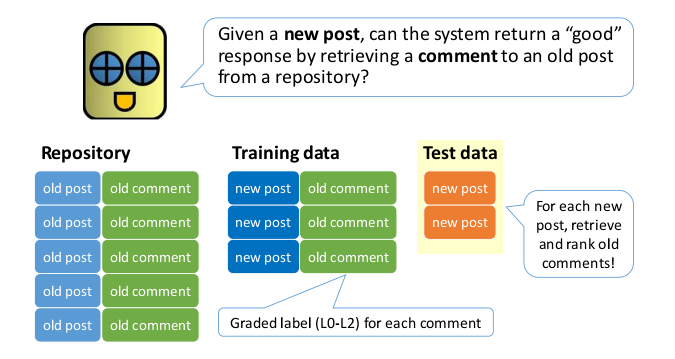 Given a new post, can the system return a “good”
response by retrieving a comment to an old post
from a repository?
Repository
old post old comment
old post old comment
old post old comment
old post old comment
old post old comment
Training data
new post old comment
new post old comment
new post old comment
Graded label (L0-L2) for each comment
Test data
new post
new post
For each new
post, retrieve
and rank old
comments!